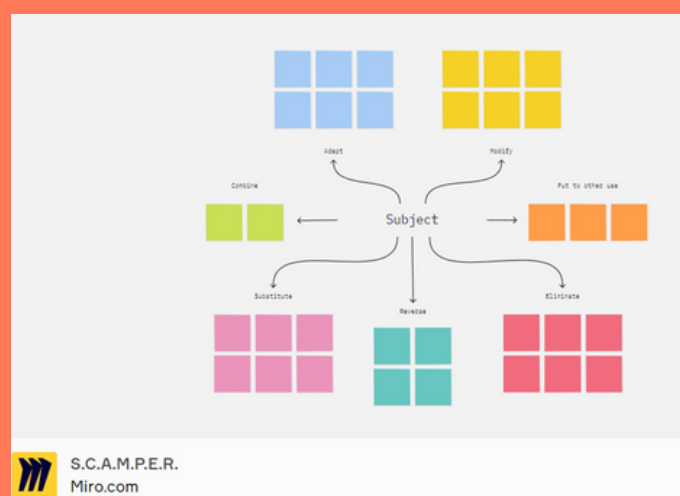 Adapt
Modify
Combine
Put to other use
Subject
Substitute
Reverse
Eliminate
S.C.A.M.P.E.R.
Miro.com